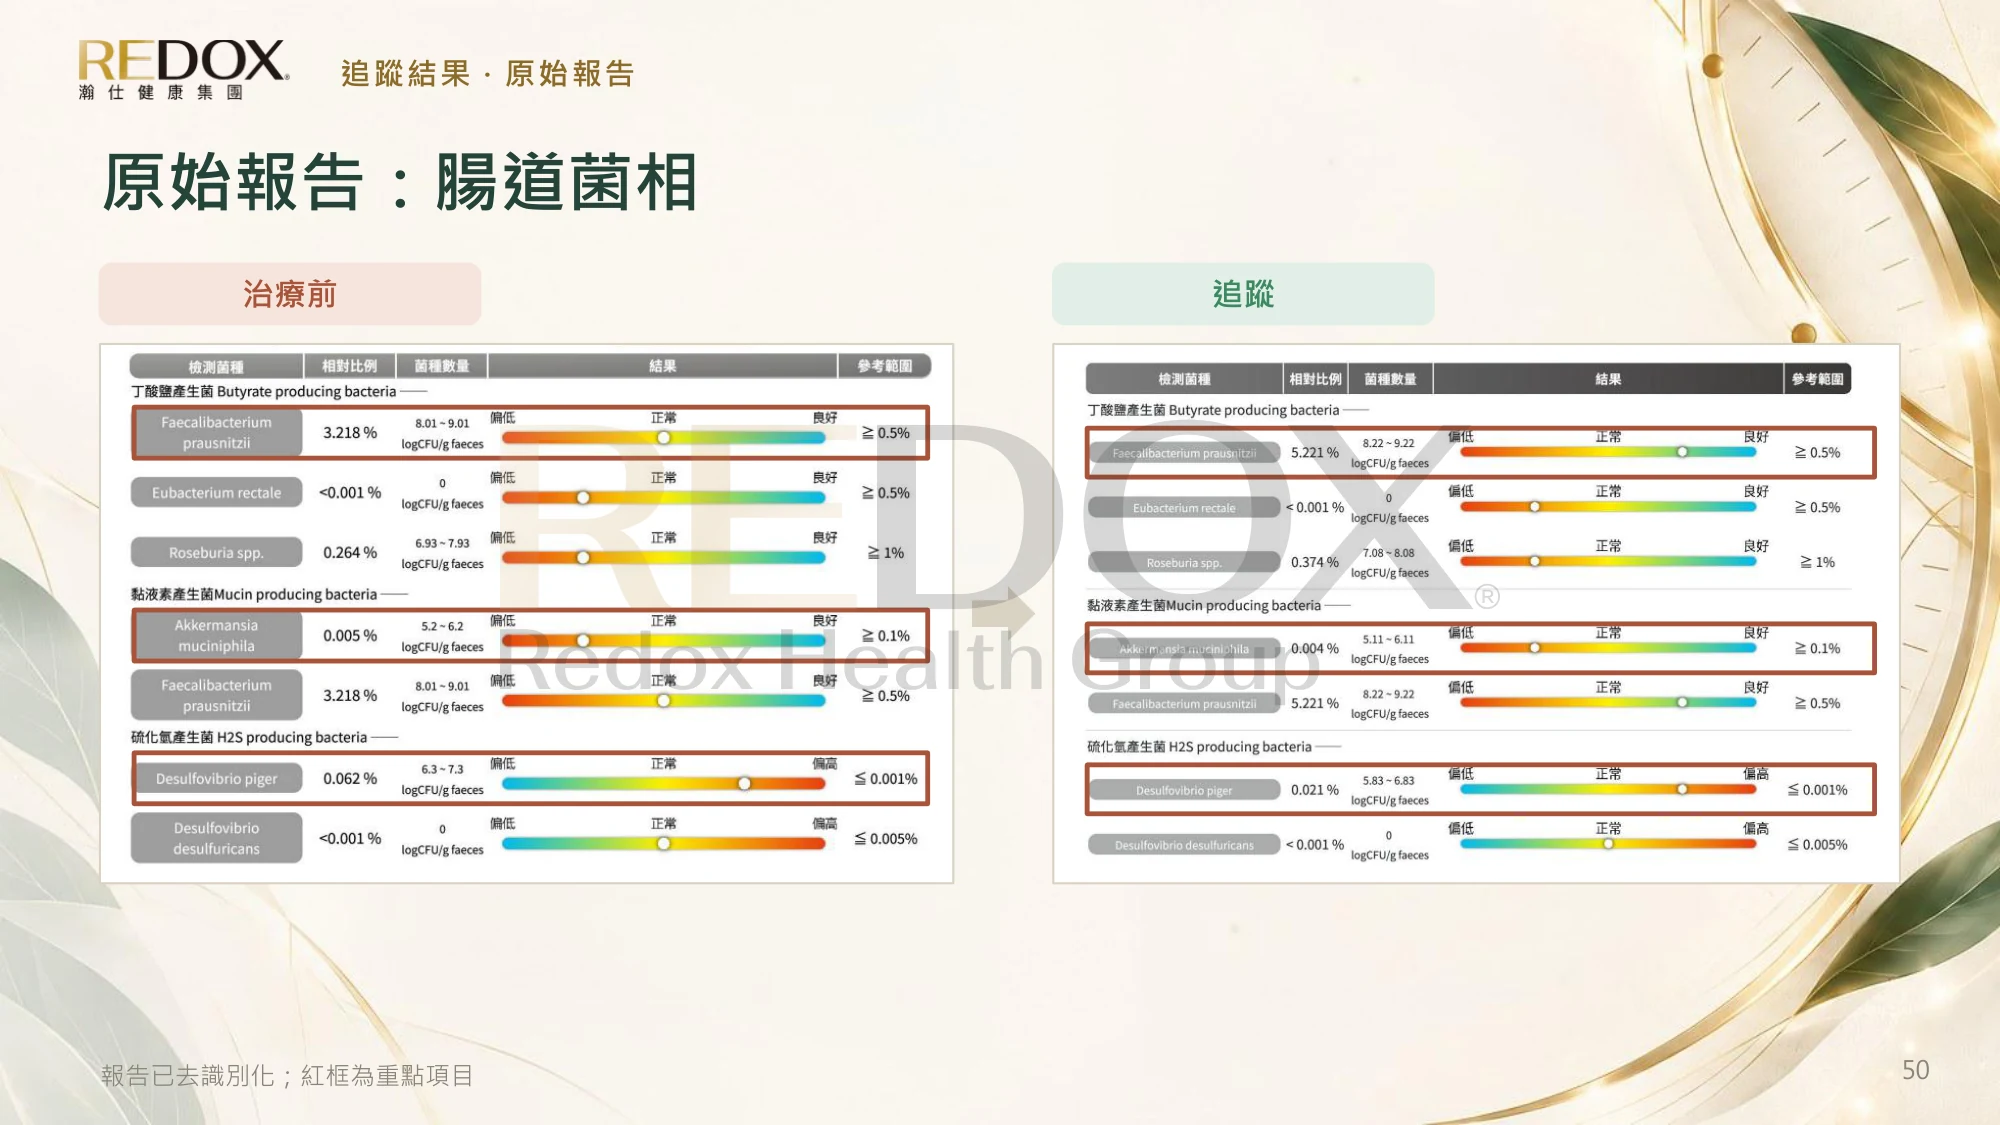 REDOX
瀚仕健康集團
追蹤結果・原始報告
原始報告：腸道菌相
治療前
檢測菌種 相對比例 菌種數量 結果 參考範圍
丁酸鹽產生菌 Butyrate producing bacteria
Faecalibacterium prausnitzii 3.218 % 8.01 ~ 9.01 logCFU/g faeces 偏低 正常 良好 ≧ 0.5%
Eubacterium rectale <0.001 % 0 logCFU/g faeces 偏低 正常 良好 ≧ 0.5%
Roseburia spp. 0.264 % 6.93 ~ 7.93 logCFU/g faeces 偏低 正常 良好 ≧ 1%
黏液素產生菌Mucin producing bacteria
Akkermansia muciniphila 0.005 % 5.2 ~ 6.2 logCFU/g faeces 偏低 正常 良好 ≧ 0.1%
Faecalibacterium prausnitzii 3.218 % 8.01 ~ 9.01 logCFU/g faeces 偏低 正常 良好 ≧ 0.5%
硫化氫產生菌 H2S producing bacteria
Desulfovibrio piger 0.062 % 6.3 ~ 7.3 logCFU/g faeces 偏低 正常 偏高 ≦ 0.001%
Desulfovibrio desulfuricans <0.001 % 0 logCFU/g faeces 偏低 正常 偏高 ≦ 0.005%
追蹤
檢測菌種 相對比例 菌種數量 結果 參考範圍
丁酸鹽產生菌 Butyrate producing bacteria
Faecalibacterium prausnitzii 5.221 % 8.22 ~ 9.22 logCFU/g faeces 偏低 正常 良好 ≧ 0.5%
Eubacterium rectale < 0.001 % 0 logCFU/g faeces 偏低 正常 良好 ≧ 0.5%
Roseburia spp. 0.374 % 7.08 ~ 8.08 logCFU/g faeces 偏低 正常 良好 ≧ 1%
黏液素產生菌Mucin producing bacteria
Akkermansia muciniphila 0.004 % 5.11 ~ 6.11 logCFU/g faeces 偏低 正常 良好 ≧ 0.1%
Faecalibacterium prausnitzii 5.221 % 8.22 ~ 9.22 logCFU/g faeces 偏低 正常 良好 ≧ 0.5%
硫化氫產生菌 H2S producing bacteria
Desulfovibrio piger 0.021 % 5.83 ~ 6.83 logCFU/g faeces 偏低 正常 偏高 ≦ 0.001%
Desulfovibrio desulfuricans < 0.001 % 0 logCFU/g faeces 偏低 正常 偏高 ≦ 0.005%
REDOX®
Redox Health Group
報告已去識別化；紅框為重點項目
50